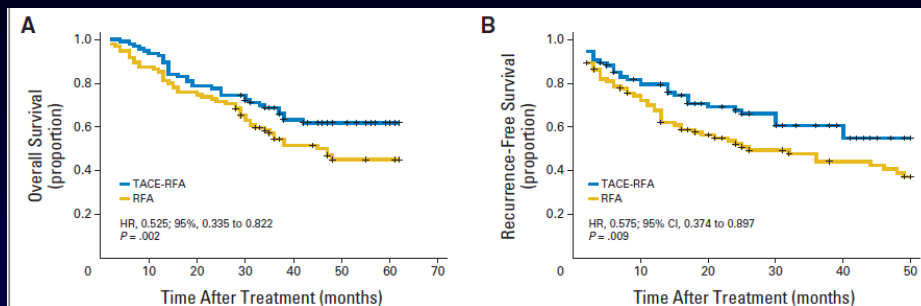 A
Overall Survival
(proportion)
1.0
0.8
0.6
0.4
0.2
TACE-RFA
RFA
HR, 0.525; 95%, 0.335 to 0.822
P = .002
0 10 20 30 40 50 60 70
Time After Treatment (months)
B
Recurrence-Free Survival
(proportion)
1.0
0.8
0.6
0.4
0.2
TACE-RFA
RFA
HR, 0.575; 95% CI, 0.374 to 0.897
P = .009
0 10 20 30 40 50
Time After Treatment (months)